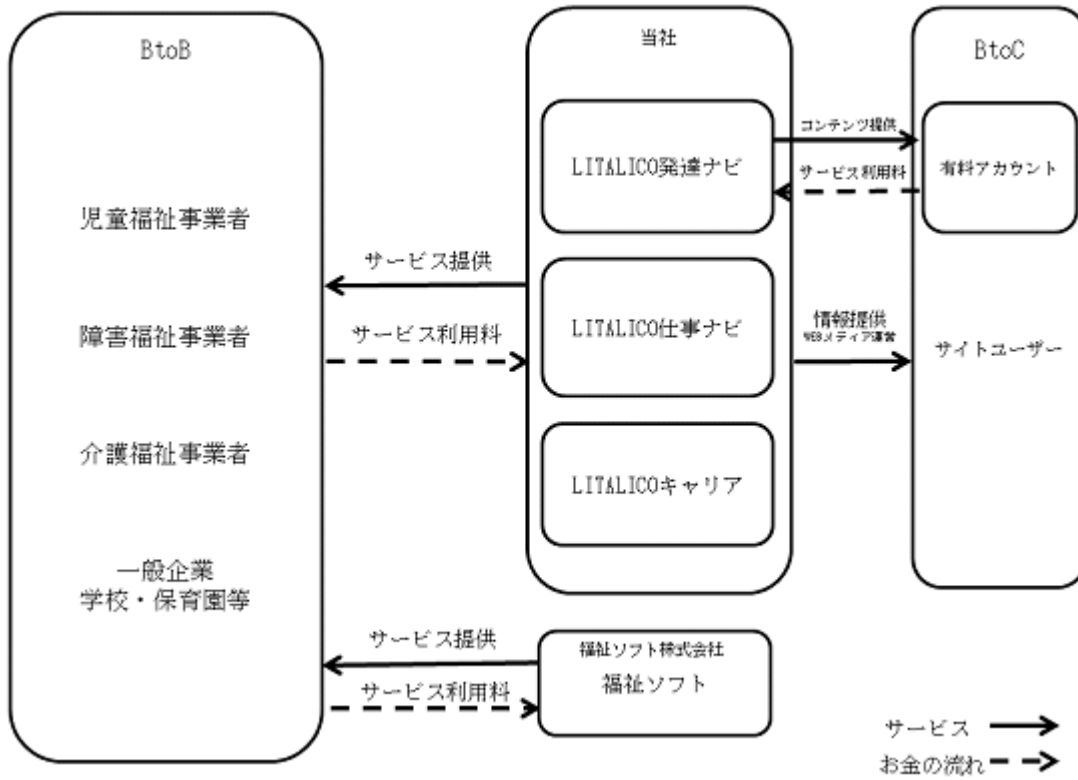 BtoB
児童福祉事業者
障害福祉事業者
介護福祉事業者
一般企業
学校・保育園等
サービス提供
サービス利用料
サービス提供
サービス利用料
当社
LITALICO発達ナビ
LITALICO仕事ナビ
LITALICOキャリア
福祉ソフト株式会社
福祉ソフト
コンテンツ提供
サービス利用料
情報提供
WEBメディア運営
BtoC
有料アカウント
サイトユーザー
サービス
お金の流れ